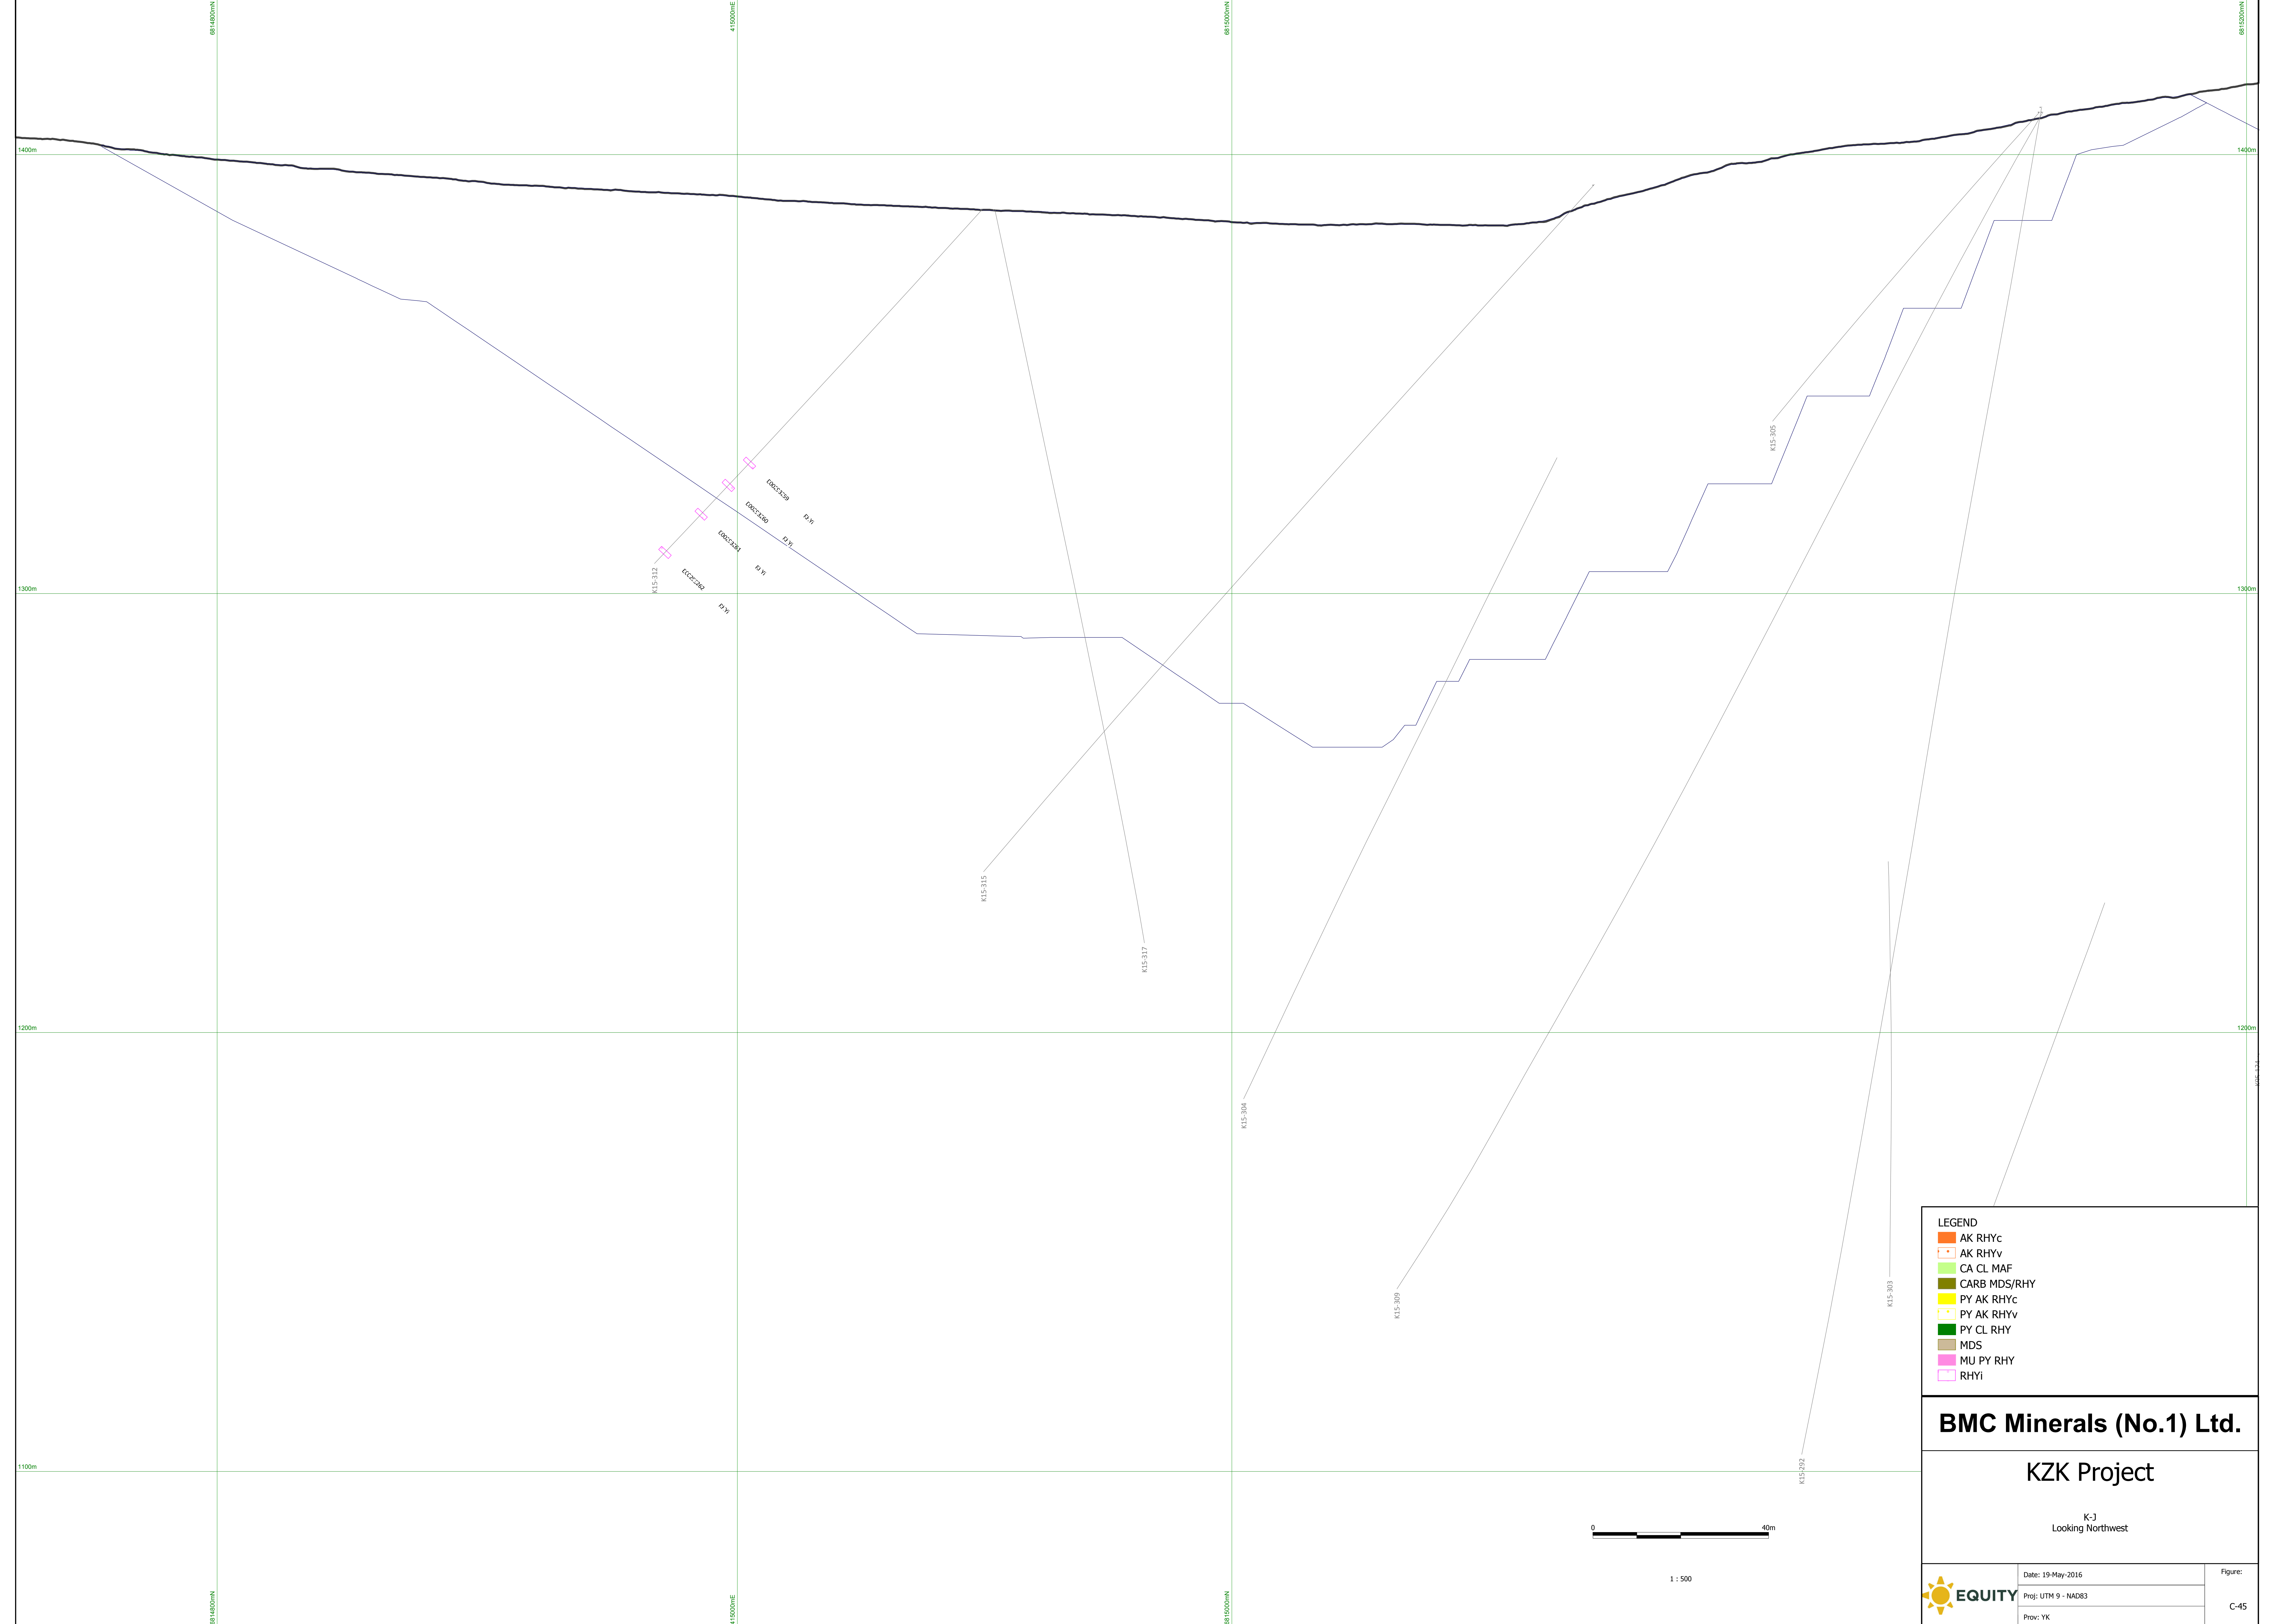 6814800mN
415000mE
6815000mN
6815200mN
1400m
1400m
K15-305
K15-312
1300m
1300m
K15-315
K15-317
1200m
1200m
K15-304
K15-309
K15-303
K15-292
1100m
LEGEND
AK RHYc
AK RHYv
CA CL MAF
CARB MDS/RHY
PY AK RHYc
PY AK RHYv
PY CL RHY
MDS
MU PY RHY
RHYi
BMC Minerals (No.1) Ltd.
KZK Project
K-J
Looking Northwest
0
40m
1 : 500
EQUITY
Date: 19-May-2016
Proj: UTM 9 - NAD83
Prov: YK
Figure:
C-45
6814800mN
415000mE
6815000mN